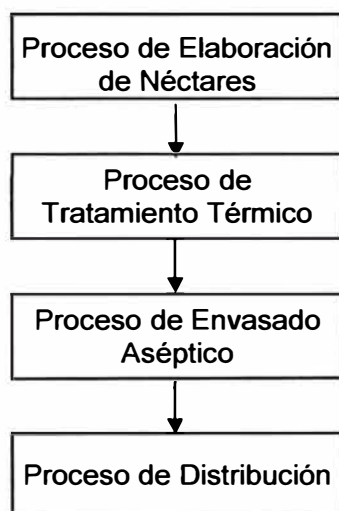 Proceso de Elaboración
de Néctares
Proceso de
Tratamiento Térmico
Proceso de Envasado
Aséptico
Proceso de Distribución